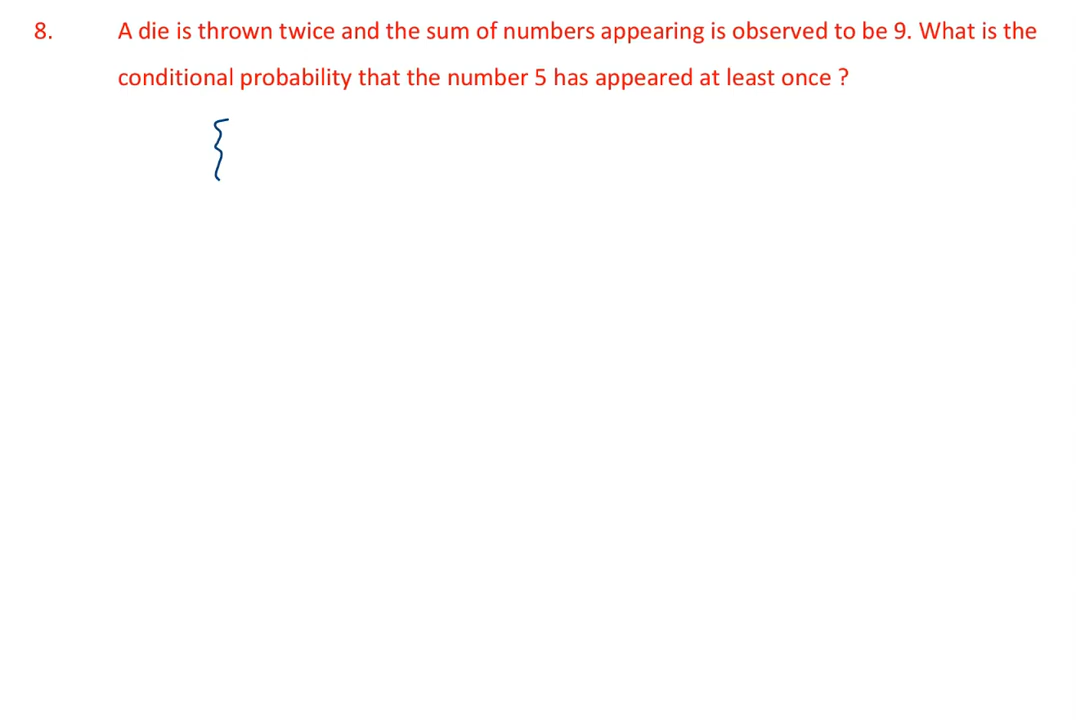 8. A die is thrown twice and the sum of numbers appearing is observed to be 9. What is the
conditional probability that the number 5 has appeared at least once ?
{